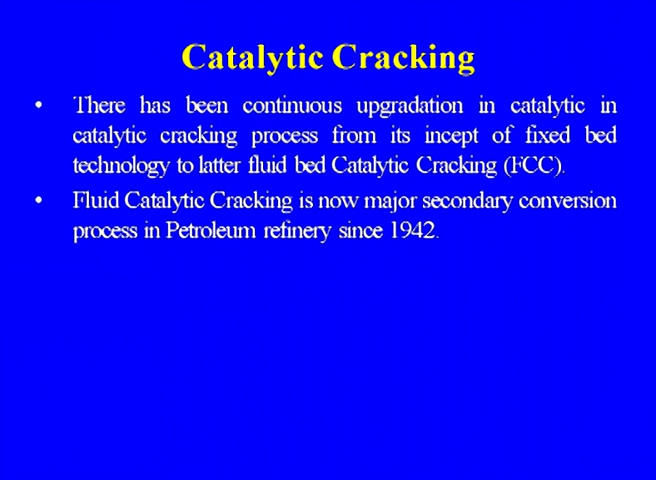 Catalytic Cracking
• There has been continuous upgradation in catalytic in
catalytic cracking process from its incept of fixed bed
technology to latter fluid bed Catalytic Cracking (FCC).
• Fluid Catalytic Cracking is now major secondary conversion
process in Petroleum refinery since 1942.